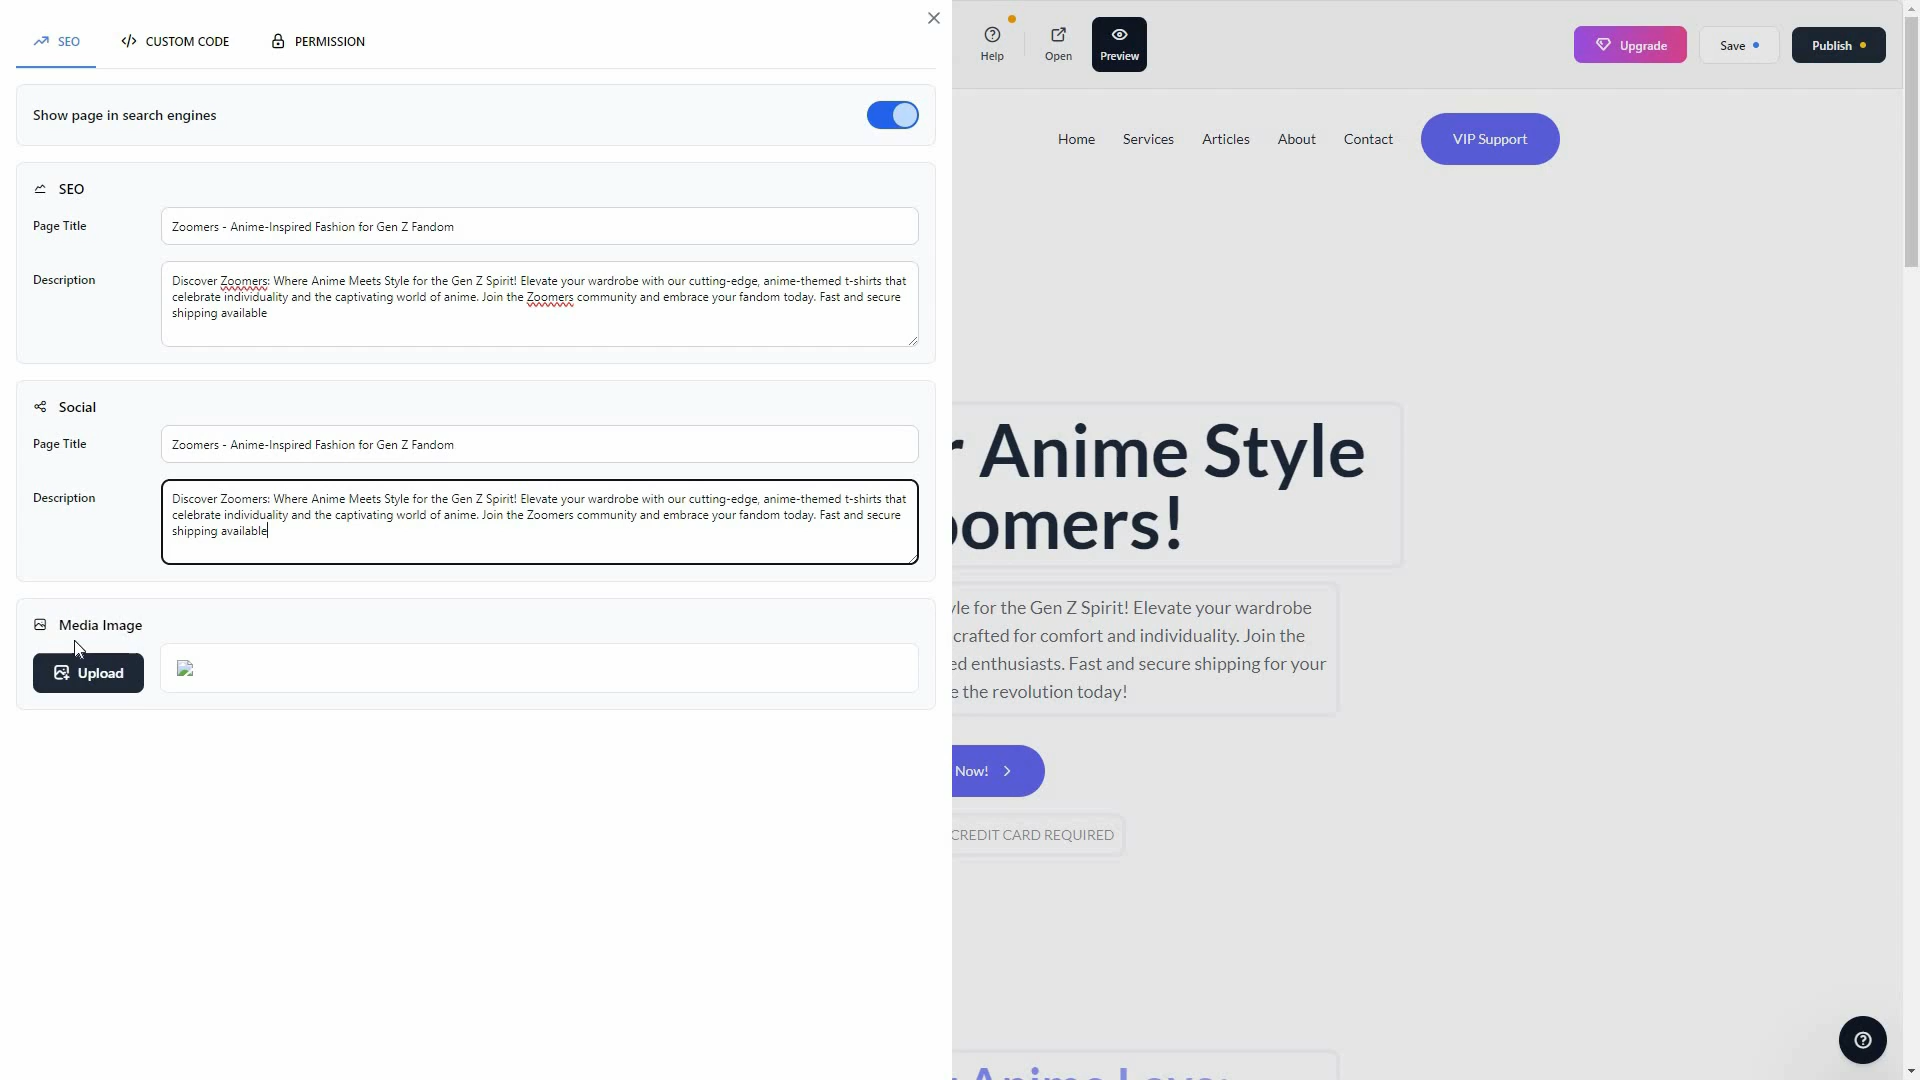 SEO
CUSTOM CODE
PERMISSION
Help
Open
Preview
Upgrade
Save
Publish
Show page in search engines
SEO
Page Title
Zoomers - Anime-Inspired Fashion for Gen Z Fandom
Description
Discover Zoomers: Where Anime Meets Style for the Gen Z Spirit! Elevate your wardrobe with our cutting-edge, anime-themed t-shirts that
celebrate individuality and the captivating world of anime. Join the Zoomers community and embrace your fandom today. Fast and secure
shipping available
Social
Page Title
Zoomers - Anime-Inspired Fashion for Gen Z Fandom
Description
Discover Zoomers: Where Anime Meets Style for the Gen Z Spirit! Elevate your wardrobe with our cutting-edge, anime-themed t-shirts that
celebrate individuality and the captivating world of anime. Join the Zoomers community and embrace your fandom today. Fast and secure
shipping available
Media Image
Upload
Home
Services
Articles
About
Contact
VIP Support
Anime Style
oomers!
yle for the Gen Z Spirit! Elevate your wardrobe
crafted for comfort and individuality. Join the
ed enthusiasts. Fast and secure shipping for your
e the revolution today!
Now!
CREDIT CARD REQUIRED
Anime Love: